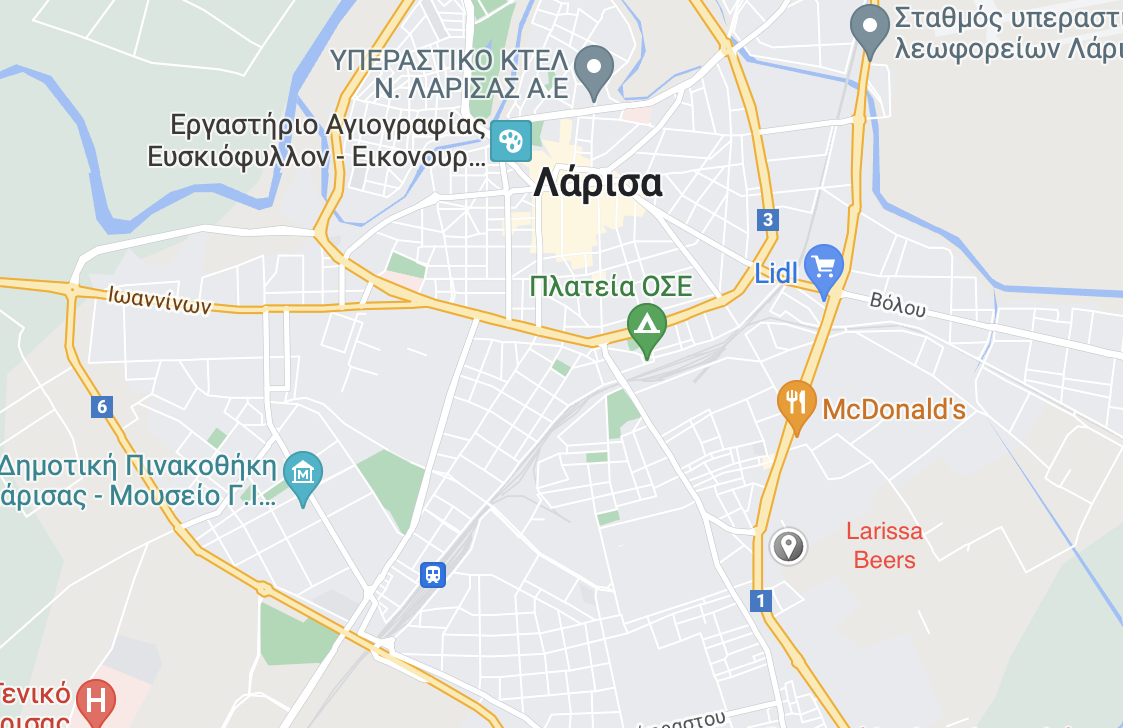 Σταθμός υπεραστι
λεωφορείων Λάρι
ΥΠΕΡΑΣΤΙΚΟ ΚΤΕΛ
Ν. ΛΑΡΙΣΑΣ Α.Ε
Εργαστήριο Αγιογραφίας
Ευσκιόφυλλον - Εικονουρ...
Λάρισα
3
Lidl
Πλατεία ΟΣΕ
Ιωαννίνων
Βόλου
6
McDonald's
Δημοτική Πινακοθήκη
άρισας - Μουσείο Γ.Ι...
M
Larissa
Beers
1
Γενικό
H
ρισας